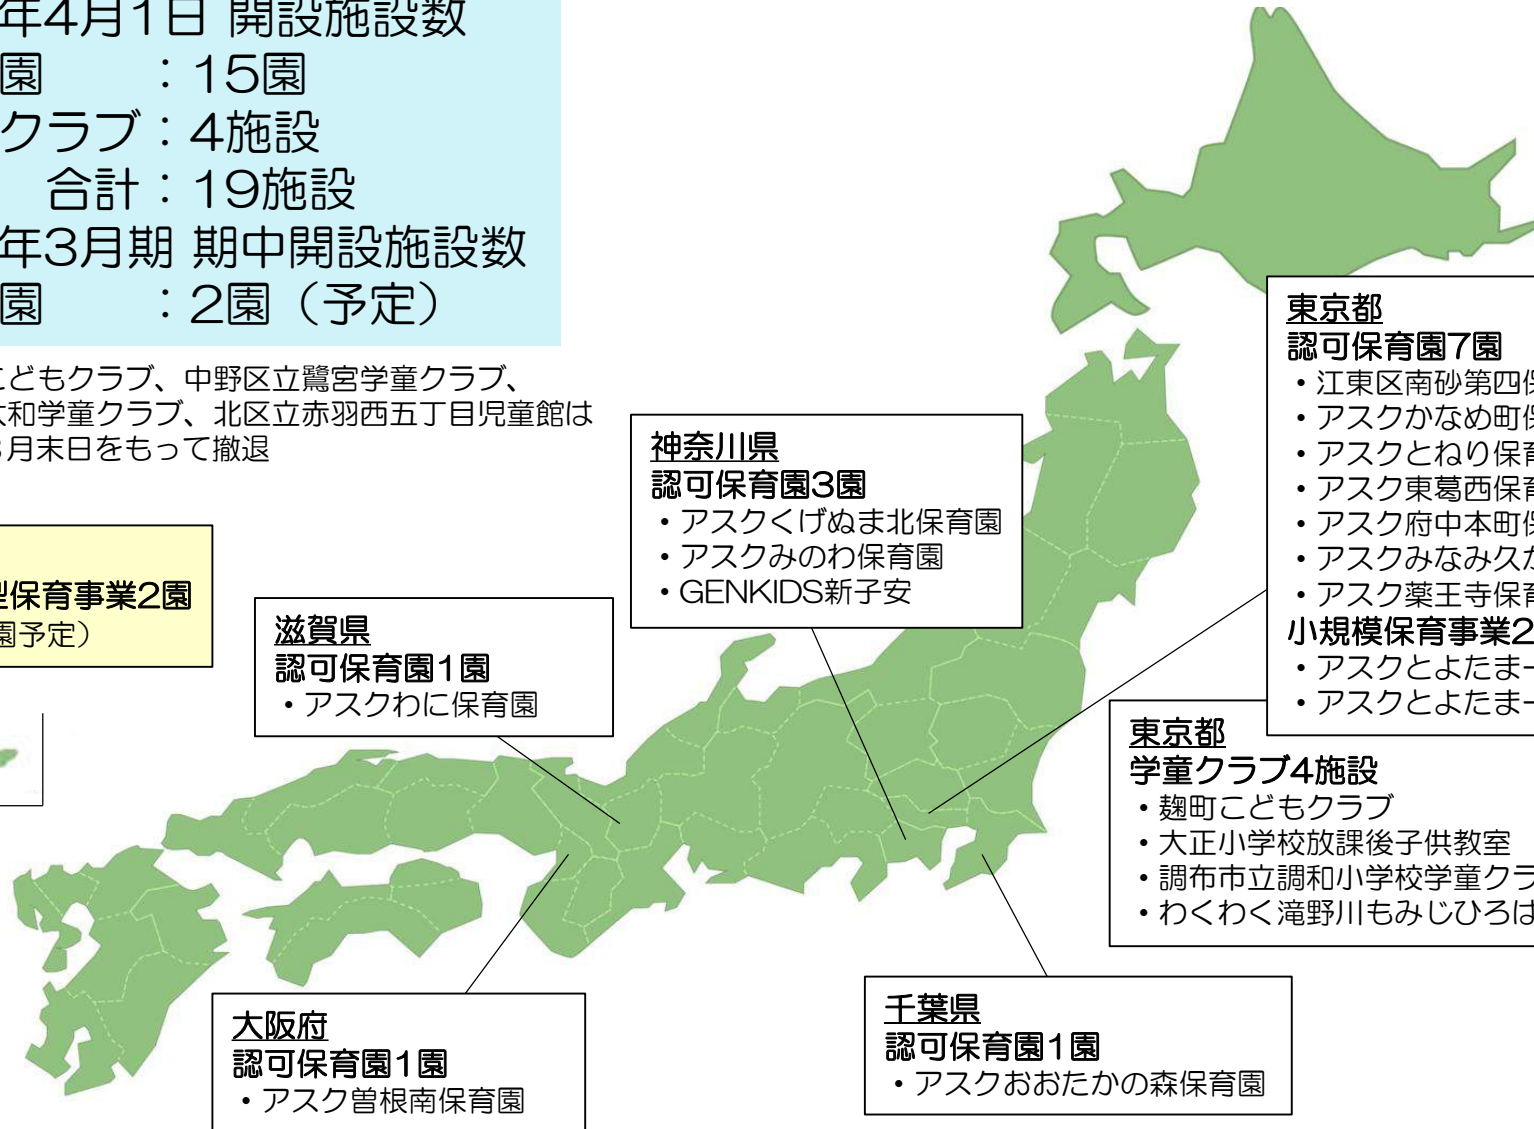 年4月1日 開設施設数
園　　：15園
クラブ：4施設
合計：19施設
年3月期 期中開設施設数
園　　：2園（予定）
こどもクラブ、中野区立鷺宮学童クラブ、
大和学童クラブ、北区立赤羽西五丁目児童館は
月末日をもって撤退
型保育事業2園
園予定）
滋賀県
認可保育園1園
・アスクわに保育園
神奈川県
認可保育園3園
・アスクくげぬま北保育園
・アスクみのわ保育園
・GENKIDS新子安
東京都
認可保育園7園
・江東区南砂第四保
・アスクかなめ町保
・アスクとねり保育
・アスク東葛西保育
・アスク府中本町保
・アスクみなみ久が
・アスク薬王寺保育
小規模保育事業2
・アスクとよたまー
・アスクとよたまー
東京都
学童クラブ4施設
・麹町こどもクラブ
・大正小学校放課後子供教室
・調布市立調和小学校学童クラ
・わくわく滝野川もみじひろば
大阪府
認可保育園1園
・アスク曽根南保育園
千葉県
認可保育園1園
・アスクおおたかの森保育園